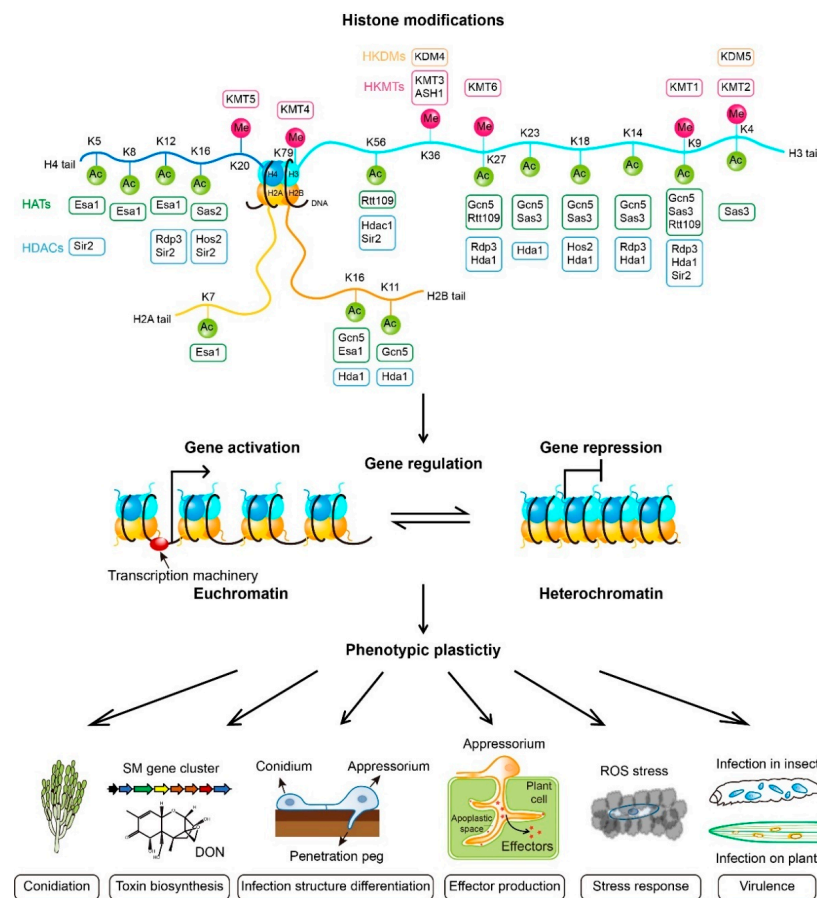 Histone modifications
HKDMs
KDM4
KDM5
HKMTs
KMT3
ASH1
KMT6
KMT1
KMT2
KMT5
KMT4
Me
Me
Me
Me
Me
Me
H4 tail
K5
K8
K12
K16
K20
K79
K56
K36
K27
K23
K18
K14
K9
K4
H3 tail
H4
H3
H2A
H2B
DNA
Ac
Ac
Ac
Ac
Ac
Ac
Ac
Ac
Ac
Ac
Ac
HATs
Esa1
Esa1
Esa1
Sas2
Rtt109
Gcn5
Rtt109
Gcn5
Sas3
Gcn5
Sas3
Gcn5
Sas3
Gcn5
Sas3
Rtt109
Sas3
HDACs
Sir2
Rdp3
Sir2
Hos2
Sir2
Hdac1
Sir2
Rdp3
Hda1
Hda1
Hos2
Hda1
Rdp3
Hda1
Rdp3
Hda1
Sir2
H2A tail
K7
Ac
Esa1
K16
K11
H2B tail
Ac
Ac
Gcn5
Esa1
Gcn5
Hda1
Hda1
Gene activation
Gene regulation
Gene repression
Transcription machinery
Euchromatin
Heterochromatin
Phenotypic plastictiy
SM gene cluster
DON
Conidium
Appressorium
Penetration peg
Appressorium
Plant
cell
Apoplastic
space
Effectors
ROS stress
Infection in insect
Infection on plant
Conidiation
Toxin biosynthesis
Infection structure differentiation
Effector production
Stress response
Virulence